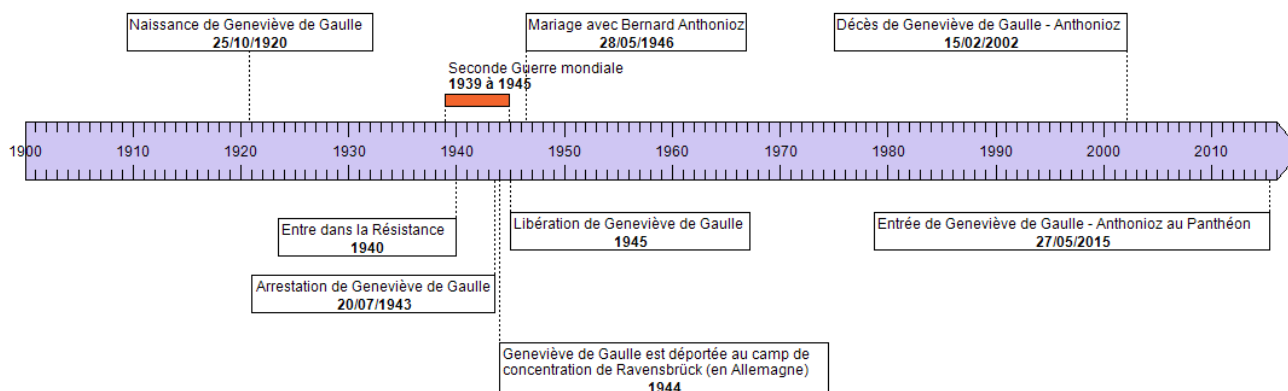 Naissance de Geneviève de Gaulle
25/10/1920
Mariage avec Bernard Anthonioz
28/05/1946
Décès de Geneviève de Gaulle - Anthonioz
15/02/2002
Seconde Guerre mondiale
1939 à 1945
1900 1910 1920 1930 1940 1950 1960 1970 1980 1990 2000 2010
Entre dans la Résistance
1940
Libération de Geneviève de Gaulle
1945
Entrée de Geneviève de Gaulle - Anthonioz au Panthéon
27/05/2015
Arrestation de Geneviève de Gaulle
20/07/1943
Geneviève de Gaulle est déportée au camp de
concentration de Ravensbrück (en Allemagne)
1944